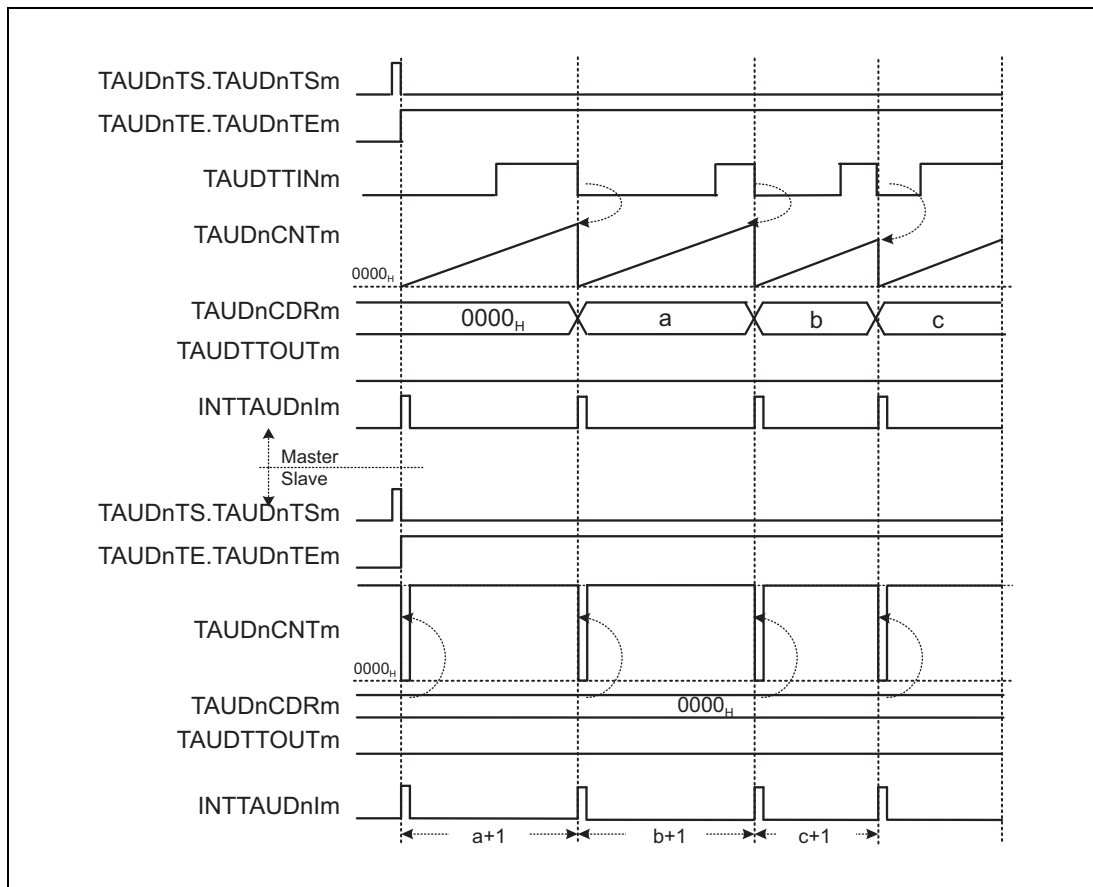 TAUDnTS.TAUDnTSm
TAUDnTE.TAUDnTEm
TAUDTTINm
TAUDnCNTm
0000H
TAUDnCDRm
0000H a b c
TAUDTTOUTm
INTTAUDnIm
Master
Slave
TAUDnTS.TAUDnTSm
TAUDnTE.TAUDnTEm
TAUDnCNTm
0000H
TAUDnCDRm
0000H
TAUDTTOUTm
INTTAUDnIm
a+1 b+1 c+1